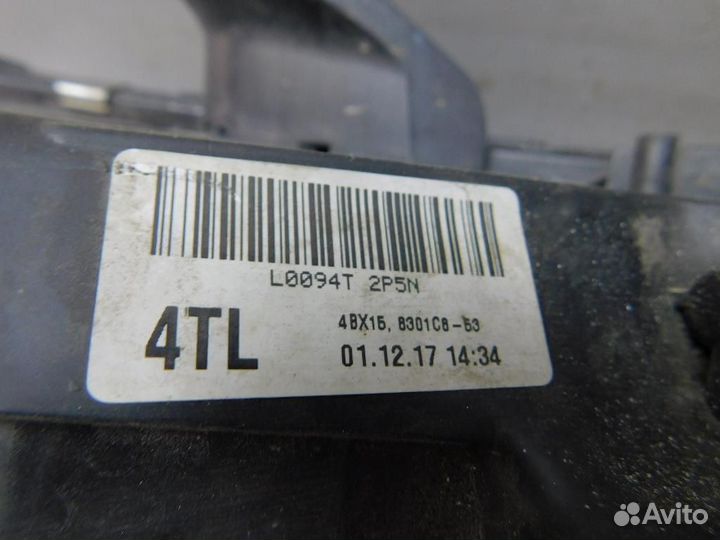 L0094T 2P5N
4TL
4BX15, 8301C8-53
01.12.17 14:34
Avito